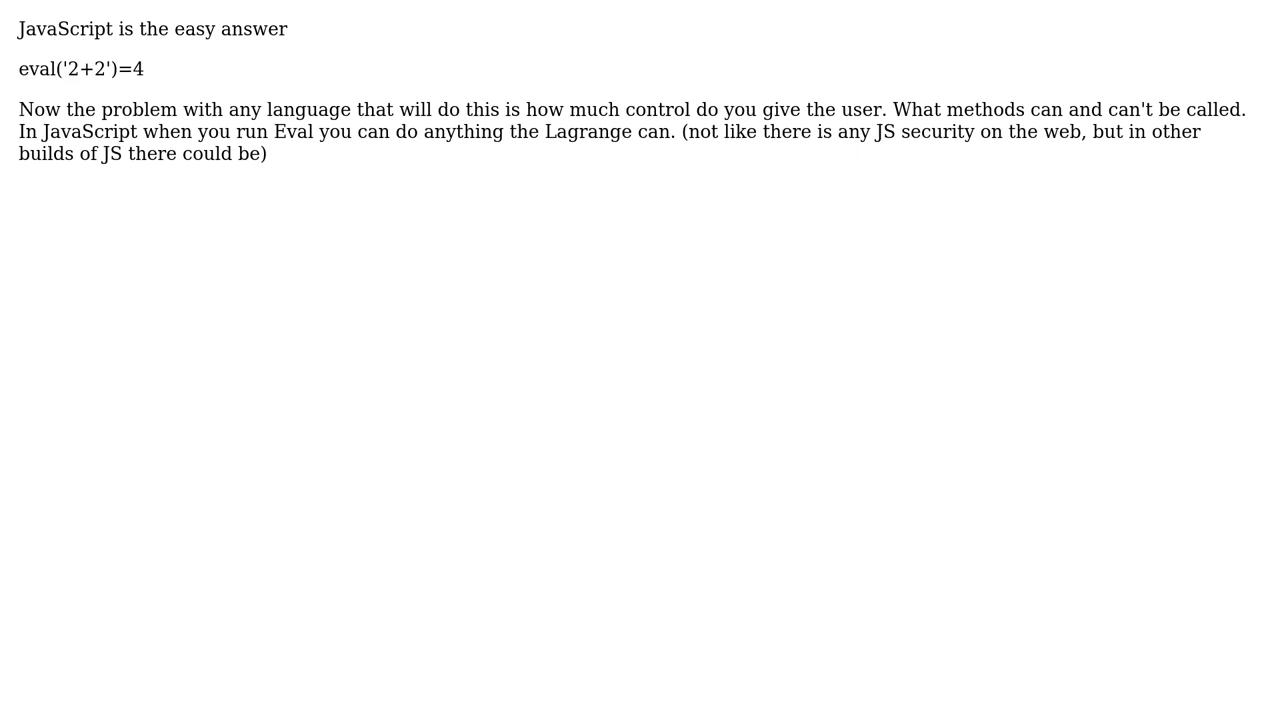 JavaScript is the easy answer
eval('2+2')=4
Now the problem with any language that will do this is how much control do you give the user. What methods can and can't be called.
In JavaScript when you run Eval you can do anything the Lagrange can. (not like there is any JS security on the web, but in other
builds of JS there could be)